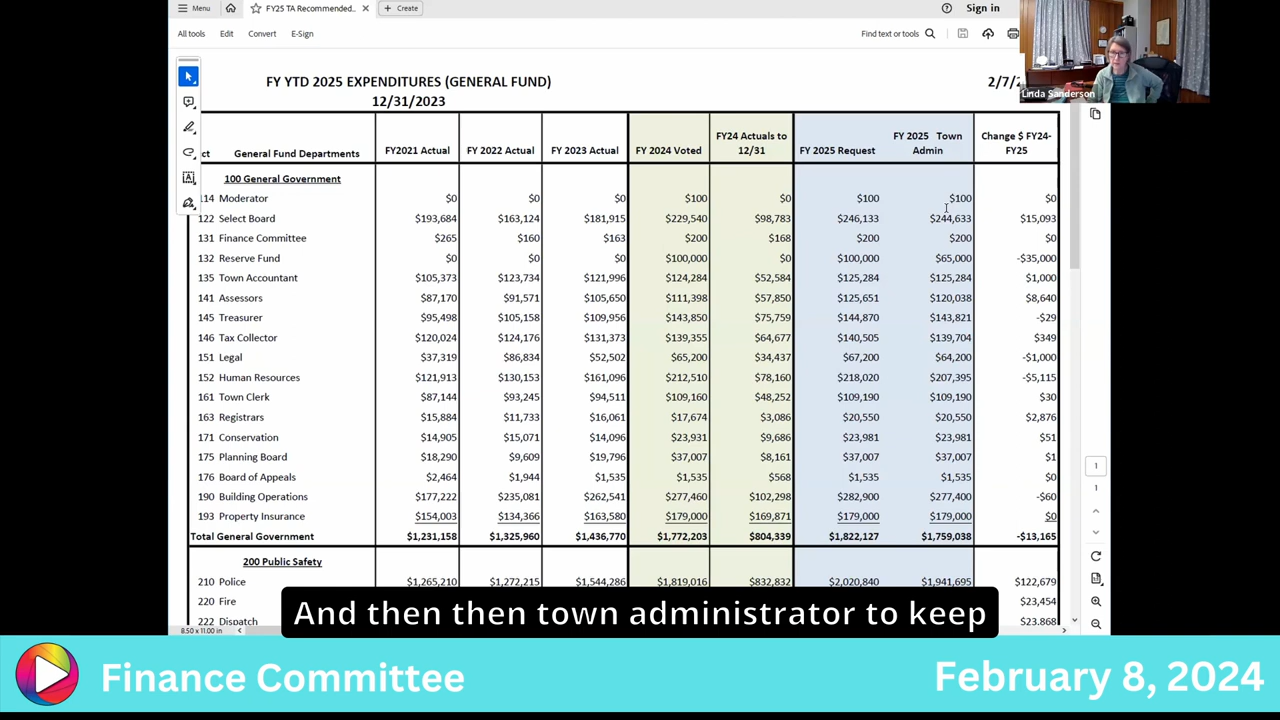 Menu FY25 TA Recommended.. Create Sign in
All tools Edit Convert E-Sign Find text or tools
Linda Sanderson
FY YTD 2025 EXPENDITURES (GENERAL FUND) 2/7/2
12/31/2023
ct General Fund Departments FY2021 Actual FY 2022 Actual FY 2023 Actual FY 2024 Voted FY24 Actuals to 12/31 FY 2025 Request FY 2025 Town Admin Change $ FY24-FY25
100 General Government
114 Moderator $0 $0 $0 $100 $0 $100 $100 $0
122 Select Board $193,684 $163,124 $181,915 $229,540 $98,783 $246,133 $244,633 $15,093
131 Finance Committee $265 $160 $163 $200 $168 $200 $200 $0
132 Reserve Fund $0 $0 $0 $100,000 $0 $100,000 $65,000 -$35,000
135 Town Accountant $105,373 $123,734 $121,996 $124,284 $52,584 $125,284 $125,284 $1,000
141 Assessors $87,170 $91,571 $105,650 $111,398 $57,850 $125,651 $120,038 $8,640
145 Treasurer $95,498 $105,158 $109,956 $143,850 $75,759 $144,870 $143,821 -$29
146 Tax Collector $120,024 $124,176 $131,373 $139,355 $64,677 $140,505 $139,704 $349
151 Legal $37,319 $86,834 $52,502 $65,200 $34,437 $67,200 $64,200 -$1,000
152 Human Resources $121,913 $130,153 $161,096 $212,510 $78,160 $218,020 $207,395 -$5,115
161 Town Clerk $87,144 $93,245 $94,511 $109,160 $48,252 $109,190 $109,190 $30
163 Registrars $15,884 $11,733 $16,061 $17,674 $3,086 $20,550 $20,550 $2,876
171 Conservation $14,905 $15,071 $14,096 $23,931 $9,686 $23,981 $23,981 $51
175 Planning Board $18,290 $9,609 $19,796 $37,007 $8,161 $37,007 $37,007 $1
176 Board of Appeals $2,464 $1,944 $1,535 $1,535 $568 $1,535 $1,535 $0
190 Building Operations $177,222 $235,081 $262,541 $277,460 $102,298 $282,900 $277,400 -$60
193 Property Insurance $154,003 $134,366 $163,580 $179,000 $169,871 $179,000 $179,000 $0
Total General Government $1,231,158 $1,325,960 $1,436,770 $1,772,203 $804,339 $1,822,127 $1,759,038 -$13,165
200 Public Safety
210 Police $1,265,210 $1,272,215 $1,544,286 $1,819,016 $832,832 $2,020,840 $1,941,695 $122,679
220 Fire $23,454
222 Dispatch $23,868
1
1
8.50 x 11.00 in
And then then town administrator to keep
Finance Committee February 8, 2024